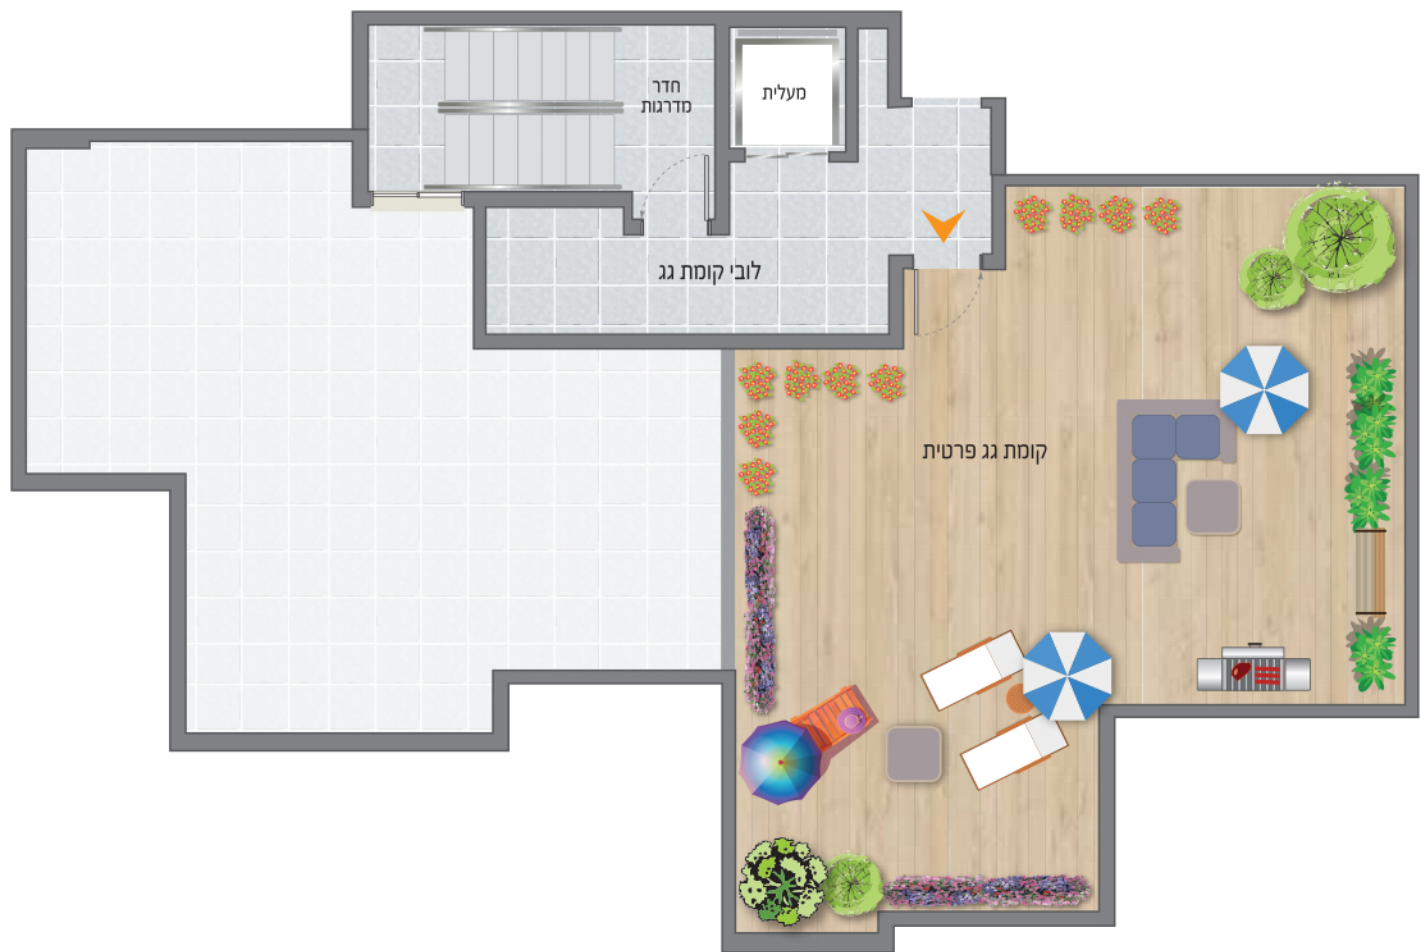 חדר
מדרגות
מעלית
לובי קומת גג
קומת גג פרטית